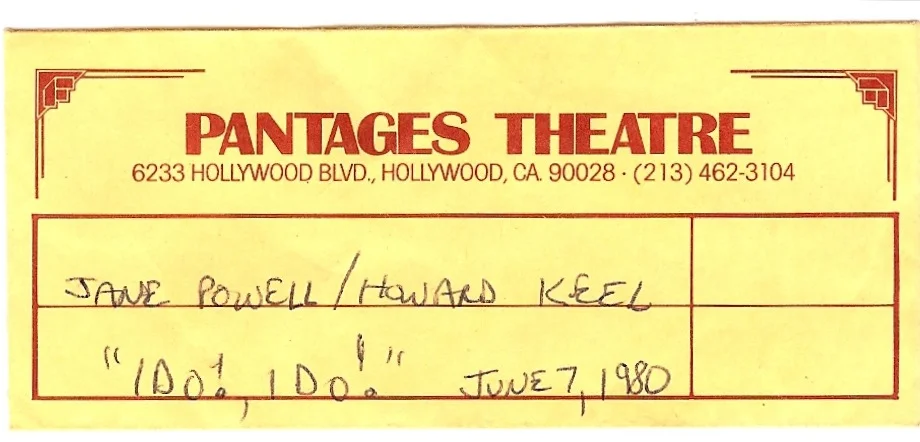 PANTAGES THEATRE
6233 HOLLYWOOD BLVD., HOLLYWOOD, CA. 90028 · (213) 462-3104
JANE POWELL / HOWARD KEEL
"I DO!, I DO!" JUNE 7, 1980